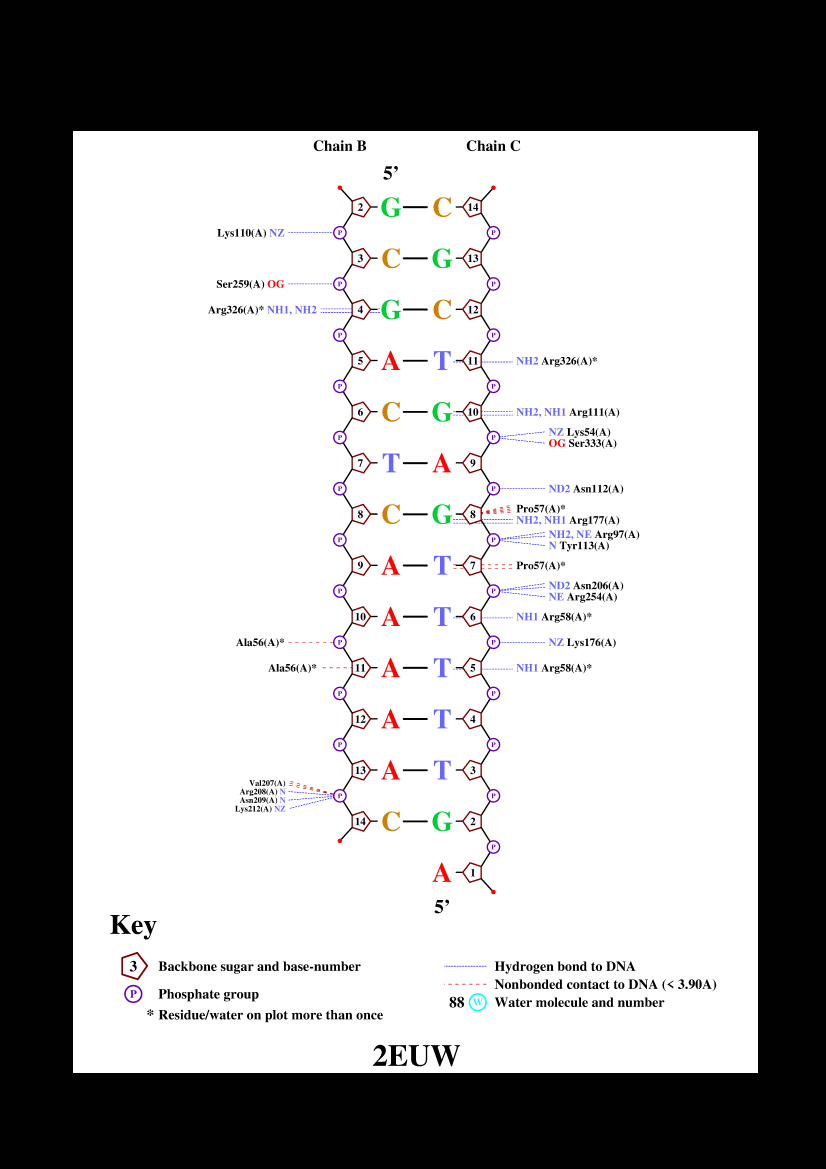 Chain B Chain C
5’
2 G C 14
P P
Lys110(A) NZ
3 C G 13
P P
Ser259(A) OG
Arg326(A)* NH1, NH2 4 G C 12
P P
5 A T 11 NH2 Arg326(A)*
P P
6 C G 10 NH2, NH1 Arg111(A)
P P NZ Lys54(A)
OG Ser333(A)
7 T A 9
P P ND2 Asn112(A)
Pro57(A)*
8 C G 8 NH2, NH1 Arg177(A)
P P NH2, NE Arg97(A)
N Tyr113(A)
9 A T 7 Pro57(A)*
P P ND2 Asn206(A)
NE Arg254(A)
10 A T 6 NH1 Arg58(A)*
Ala56(A)* P P NZ Lys176(A)
Ala56(A)* 11 A T 5 NH1 Arg58(A)*
P P
12 A T 4
P P
13 A T 3
Val207(A)
Arg208(A) N P P
Asn209(A) N
Lys212(A) NZ
14 C G 2
P
A 1
5’
Key
3 Backbone sugar and base-number
P Phosphate group
* Residue/water on plot more than once
Hydrogen bond to DNA
Nonbonded contact to DNA (< 3.90A)
88 W Water molecule and number
2EUW